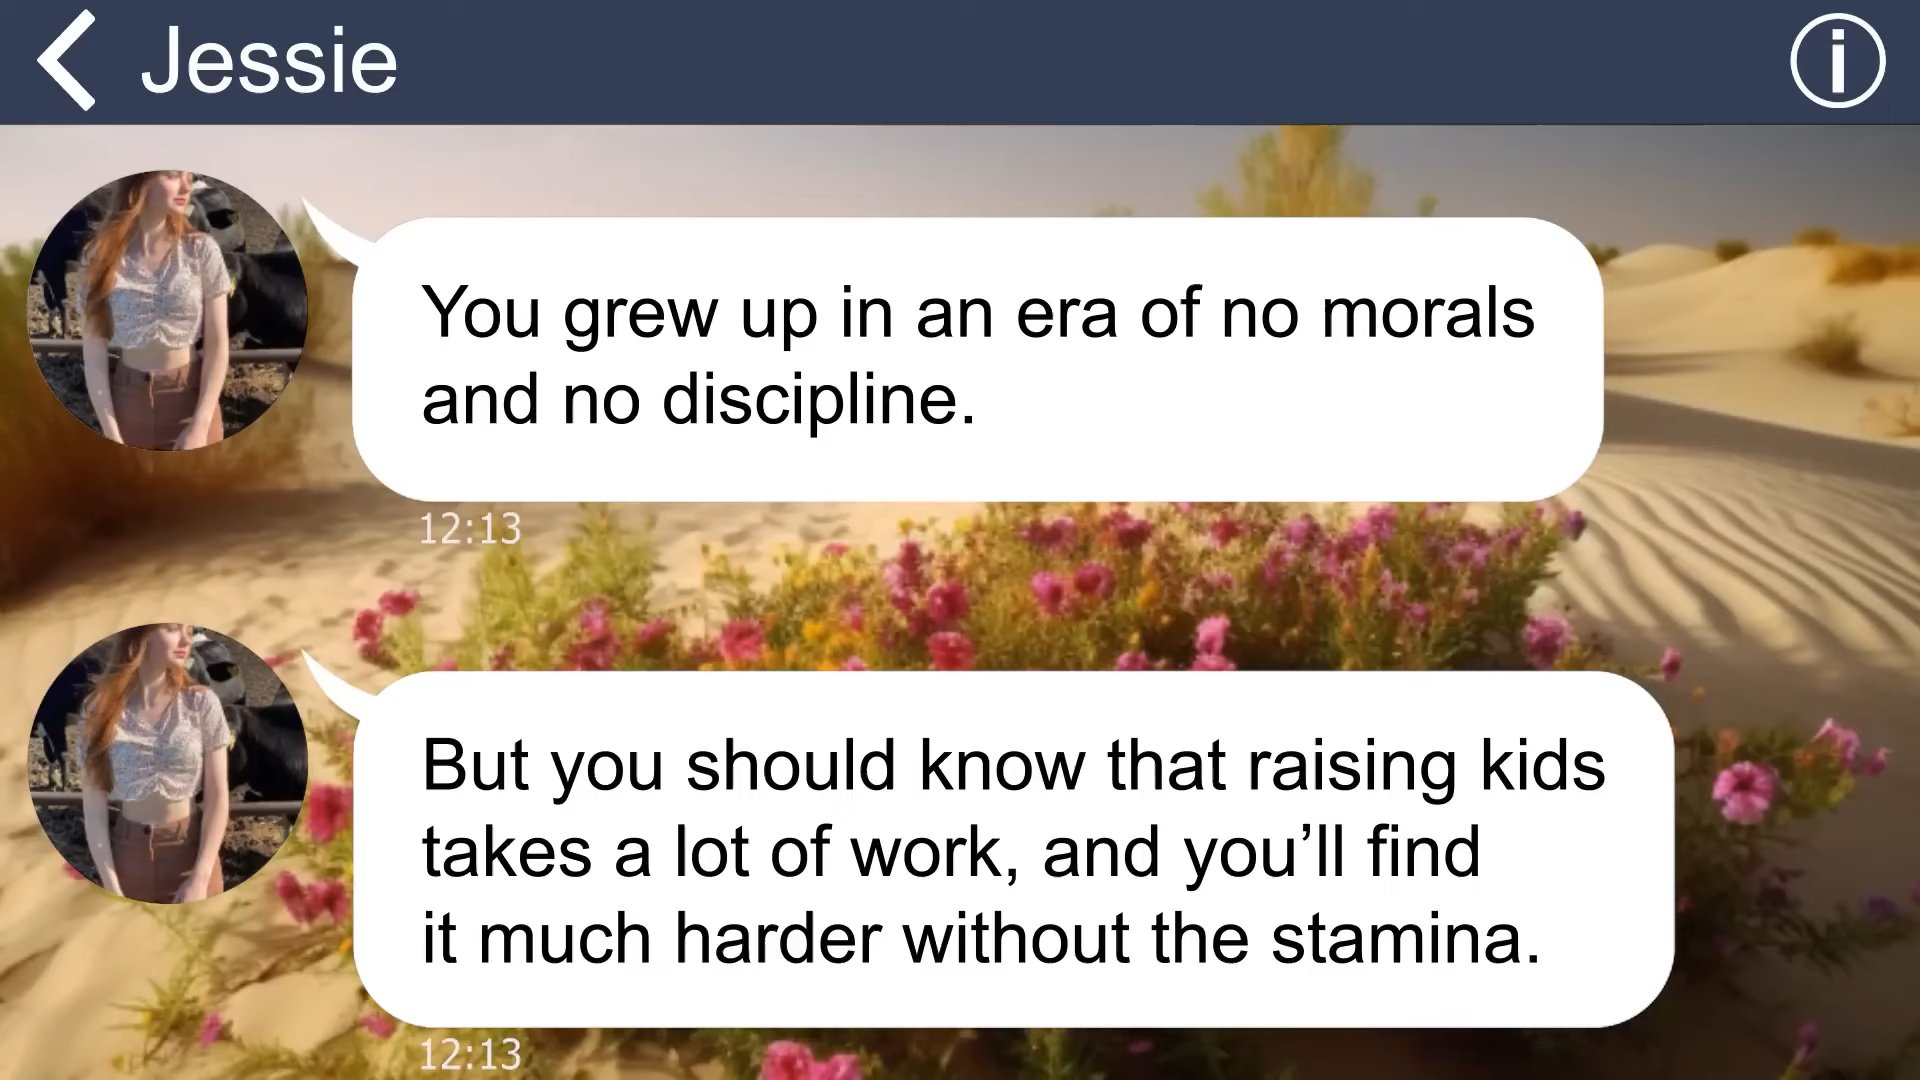 Jessie
You grew up in an era of no morals
and no discipline.
12:13
But you should know that raising kids
takes a lot of work, and you’ll find
it much harder without the stamina.
12:13